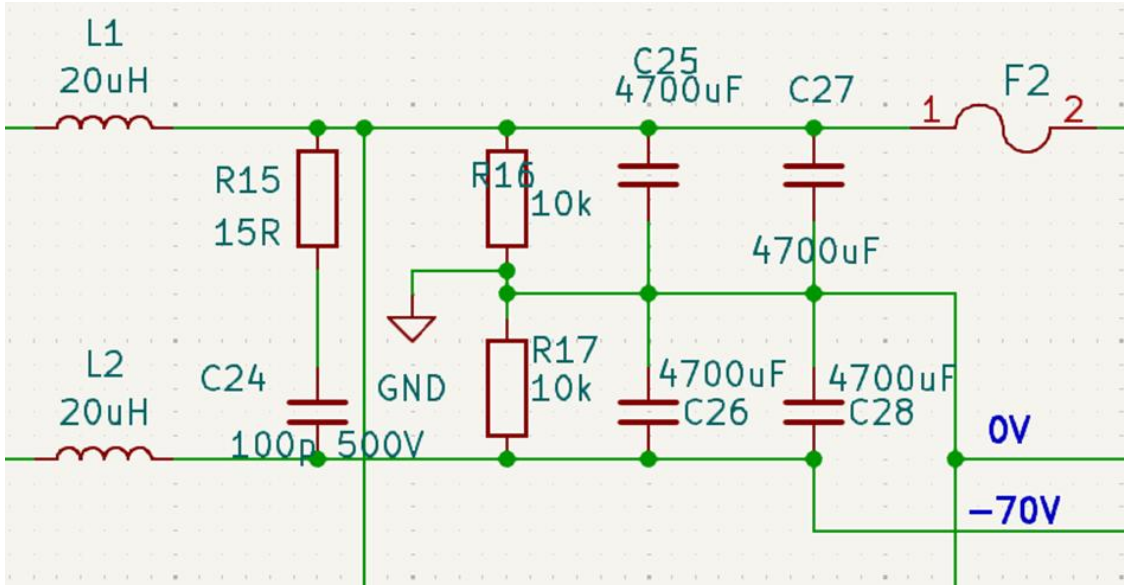 L1
20uH
C25
4700uF
C27
1
F2
2
R15
15R
R16
10k
4700uF
L2
20uH
C24
100p 500V
GND
R17
10k
4700uF
C26
4700uF
C28
0V
-70V